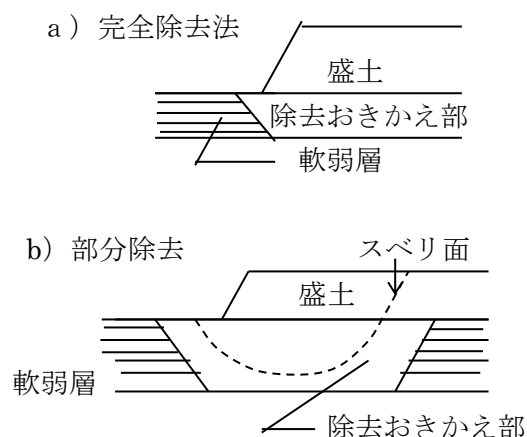 a）完全除去法
盛土
除去おきかえ部
軟弱層
b）部分除去
スベリ面
盛土
軟弱層
除去おきかえ部